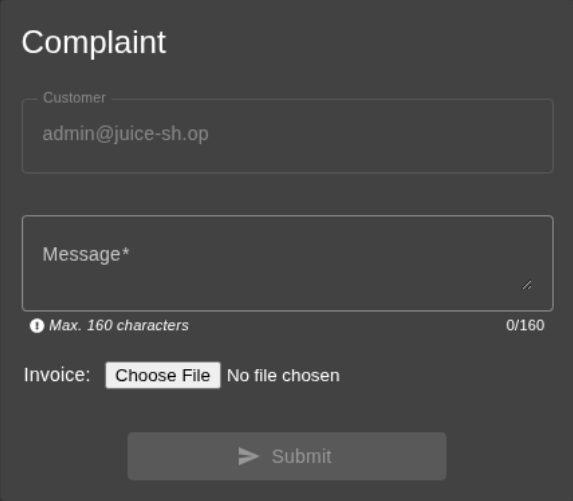 Complaint
Customer
admin@juice-sh.op
Message*
Max. 160 characters 0/160
Invoice: Choose File No file chosen
Submit